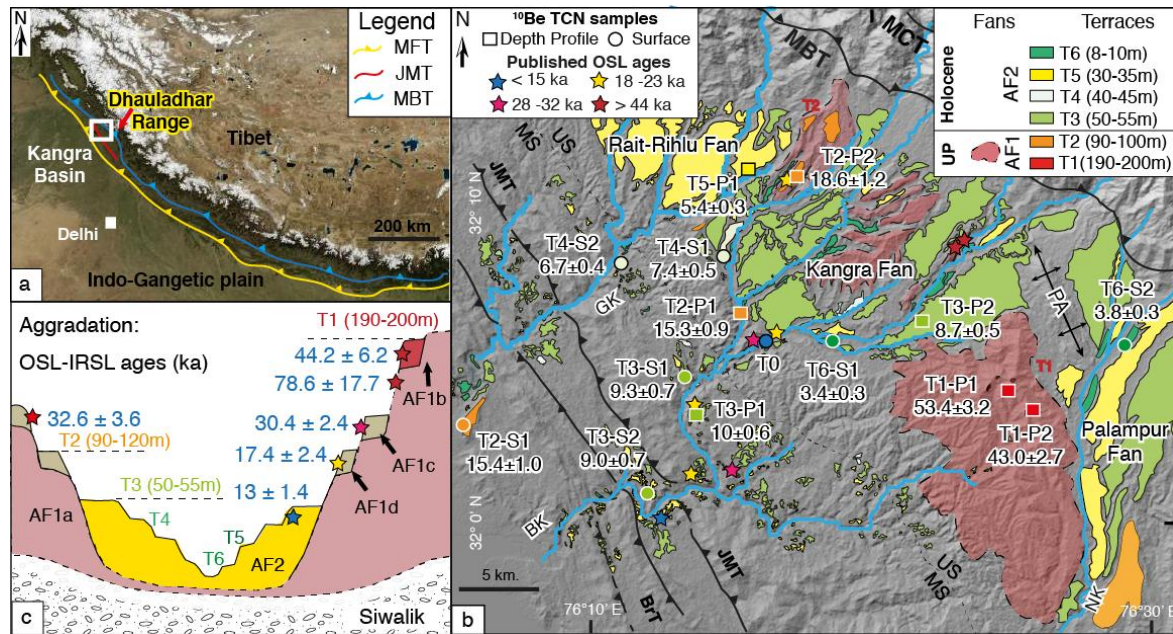 N
Legend
MFT
JMT
MBT
Dhauladhar
Range
Tibet
Kangra
Basin
Delhi
200 km
Indo-Gangetic plain
a
Aggradation:
OSL-IRSL ages (ka)
T1 (190-200m)
44.2 ± 6.2
78.6 ± 17.7
AF1b
32.6 ± 3.6
30.4 ± 2.4
T2 (90-120m)
AF1c
17.4 ± 2.4
T3 (50-55m)
13 ± 1.4
AF1d
AF1a
T4
T5
T6
AF2
Siwalik
c
N
¹⁰Be TCN samples
Depth Profile
Surface
Published OSL ages
< 15 ka
18 -23 ka
28 -32 ka
> 44 ka
MBT
MCT
Fans
Terraces
Holocene
AF2
T6 (8-10m)
T5 (30-35m)
T4 (40-45m)
T3 (50-55m)
UP
AF1
T2 (90-100m)
T1(190-200m)
US
MS
JMT
Rait-Rihlu Fan
T2
T2-P2
18.6±1.2
T5-P1
5.4±0.3
32° 10' N
T4-S2
6.7±0.4
T4-S1
7.4±0.5
GK
Kangra Fan
PA
T6-S2
3.8±0.3
T2-P1
15.3±0.9
T3-P2
8.7±0.5
T0
T6-S1
3.4±0.3
T3-S1
9.3±0.7
T1
T1-P1
53.4±3.2
T3-P1
10±0.6
T1-P2
43.0±2.7
Palampur
Fan
T2-S1
15.4±1.0
T3-S2
9.0±0.7
32° 0' N
BK
JMT
US
MS
5 km.
BrT
NK
76°10' N
76°30' N
b